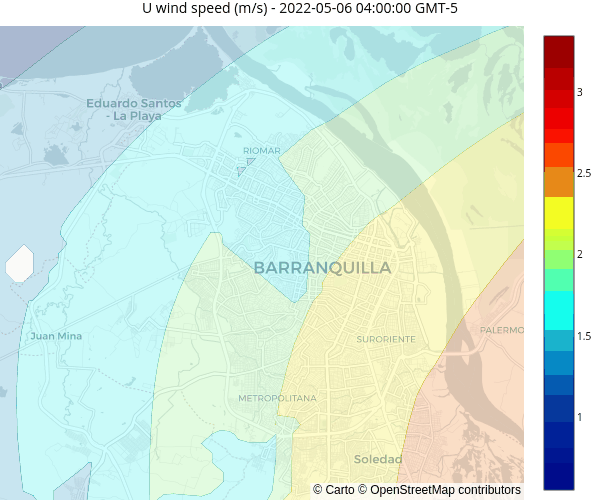 U wind speed (m/s) - 2022-05-06 04:00:00 GMT-5
3
2.5
2
1.5
1
Eduardo Santos
- La Playa
RIOMAR
BARRANQUILLA
Juan Mina
SURORIENTE
PALERMO
METROPOLITANA
Soledad
© Carto © OpenStreetMap contributors